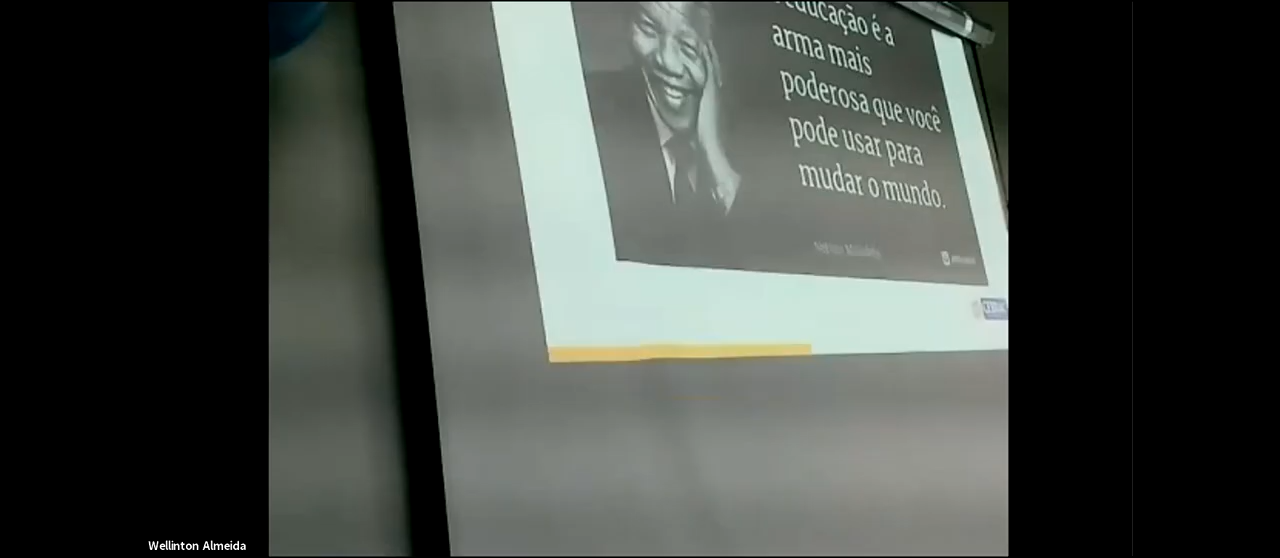 educação é a
arma mais
poderosa que você
pode usar para
mudar o mundo.
Wellinton Almeida